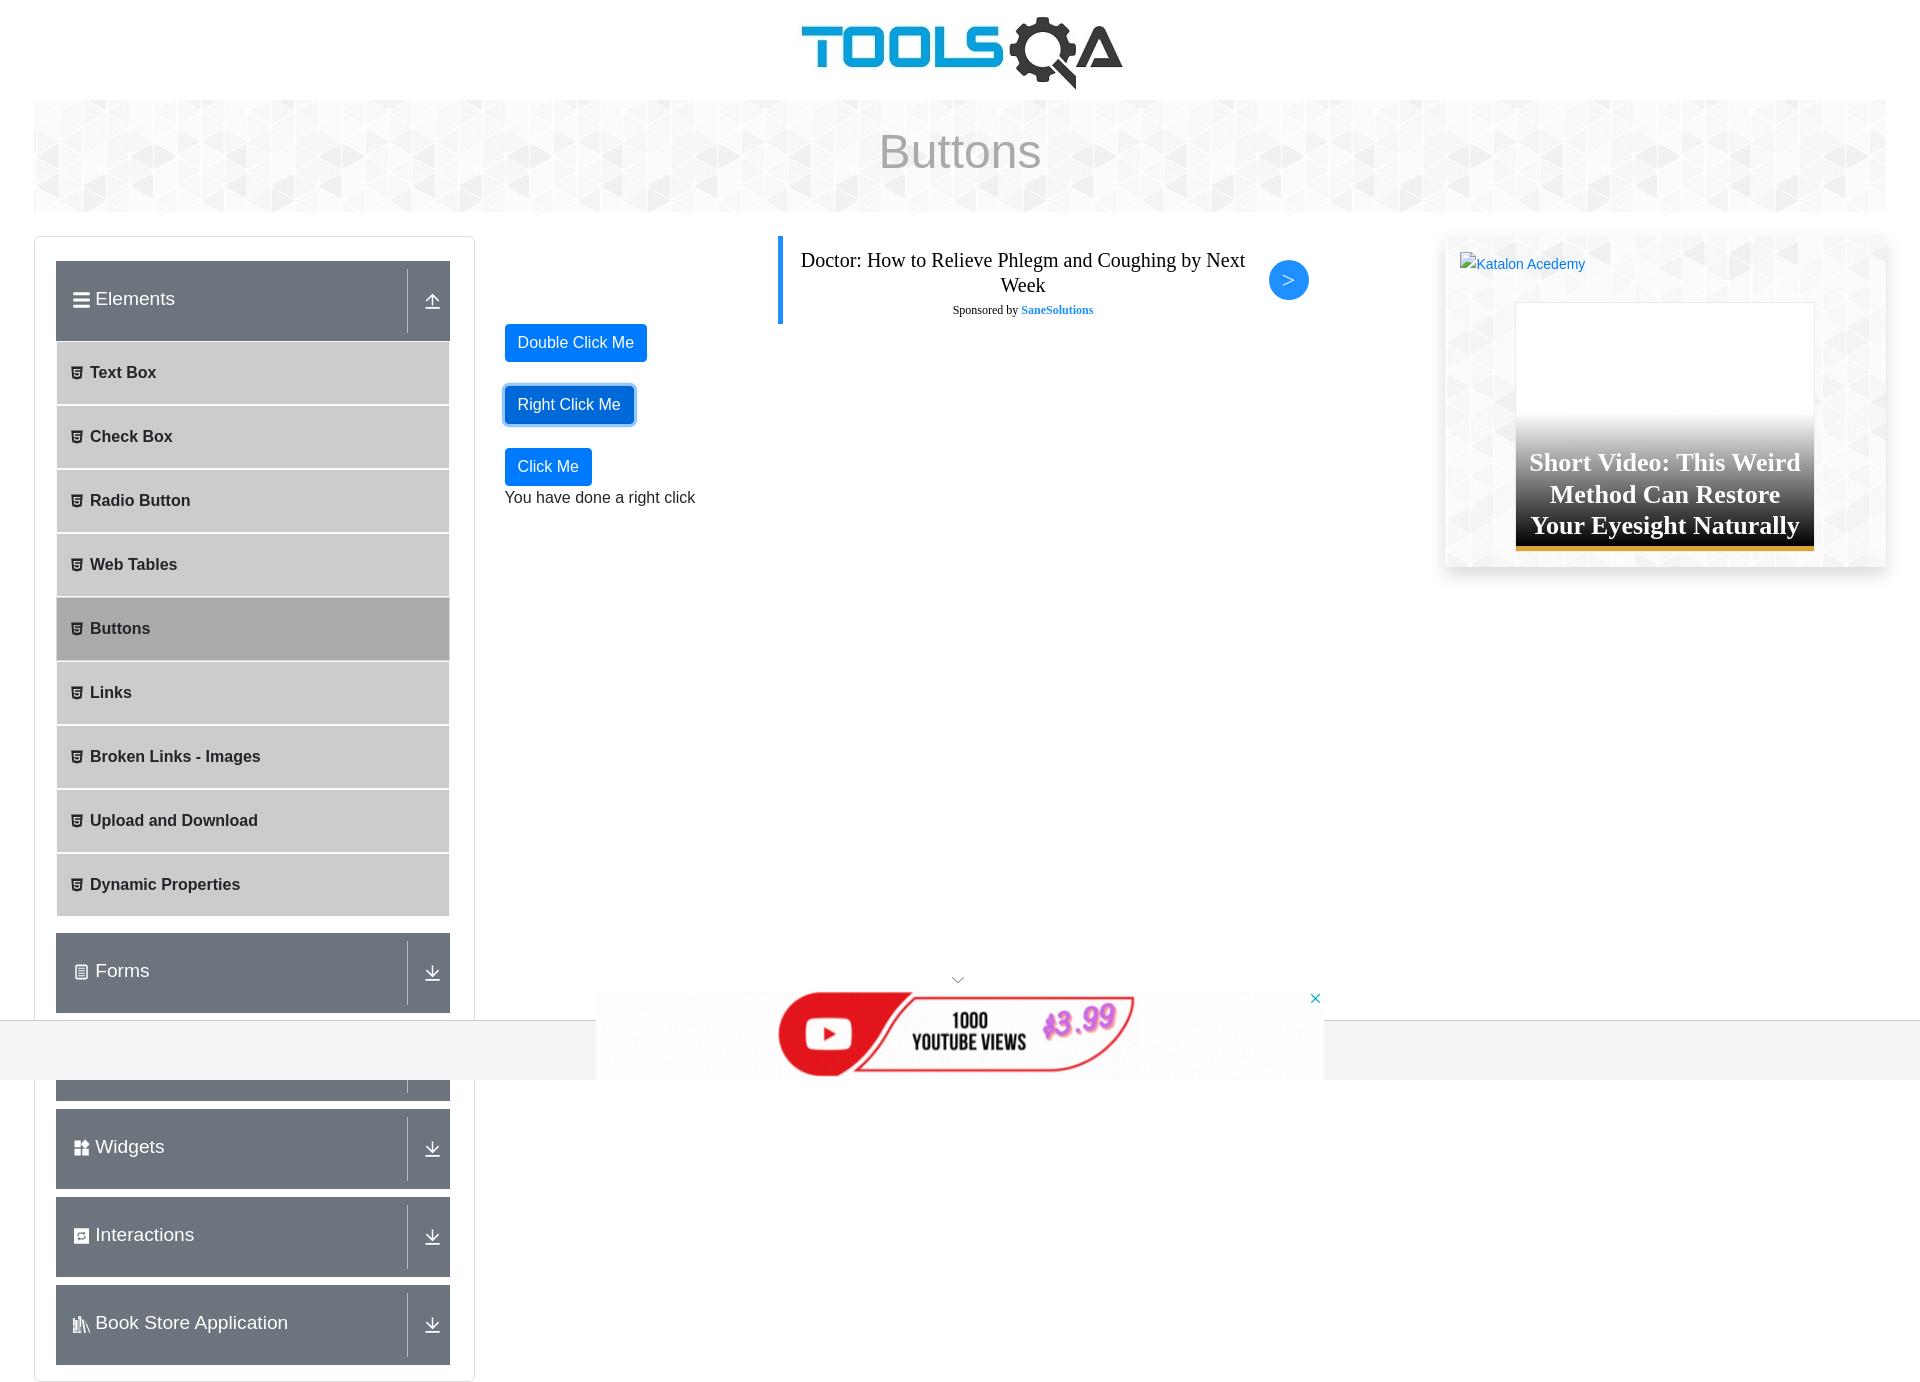 TOOLSQA
Buttons
Elements
Text Box
Check Box
Radio Button
Web Tables
Buttons
Links
Broken Links - Images
Upload and Download
Dynamic Properties
Forms
Widgets
Interactions
Book Store Application
Doctor: How to Relieve Phlegm and Coughing by Next
Week
Sponsored by SaneSolutions
>
Double Click Me
Right Click Me
Click Me
You have done a right click
Katalon Acedemy
Short Video: This Weird
Method Can Restore
Your Eyesight Naturally
1000
YOUTUBE VIEWS
$3.99